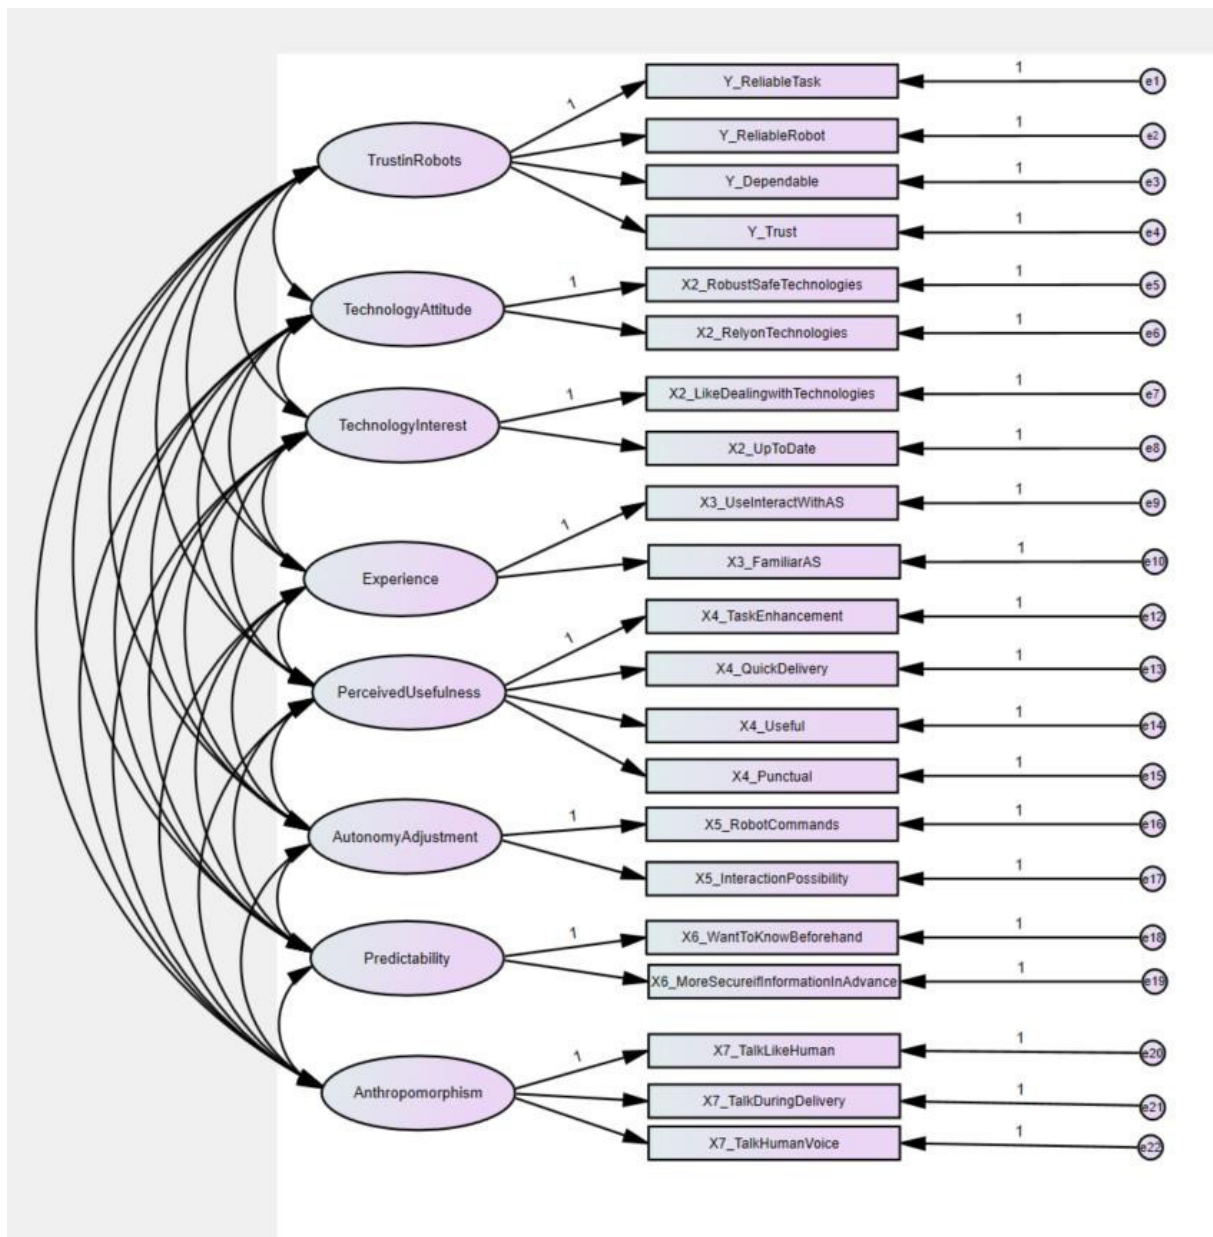 1
Y_ReliableTask
1
e1
TrustinRobots
Y_ReliableRobot
1
e2
Y_Dependable
1
e3
Y_Trust
1
e4
TechnologyAttitude
1
X2_RobustSafeTechnologies
1
e5
X2_RelyonTechnologies
1
e6
TechnologyInterest
1
X2_LikeDealingwithTechnologies
1
e7
X2_UpToDate
1
e8
Experience
1
X3_UseInteractWithAS
1
e9
X3_FamiliarAS
1
e10
PerceivedUsefulness
1
X4_TaskEnhancement
1
e12
X4_QuickDelivery
1
e13
X4_Useful
1
e14
X4_Punctual
1
e15
AutonomyAdjustment
1
X5_RobotCommands
1
e16
X5_InteractionPossibility
1
e17
Predictability
1
X6_WantToKnowBeforehand
1
e18
X6_MoreSecureifInformationInAdvance
1
e19
Anthropomorphism
1
X7_TalkLikeHuman
1
e20
X7_TalkDuringDelivery
1
e21
X7_TalkHumanVoice
1
e22